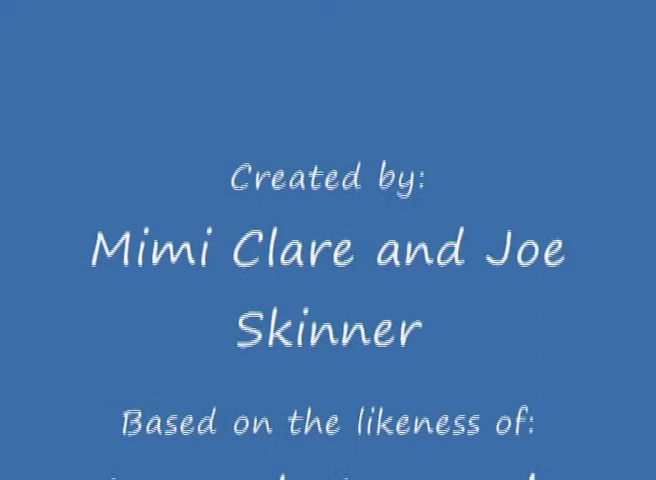 Created by:
Mimi Clare and Joe
Skinner
Based on the likeness of: